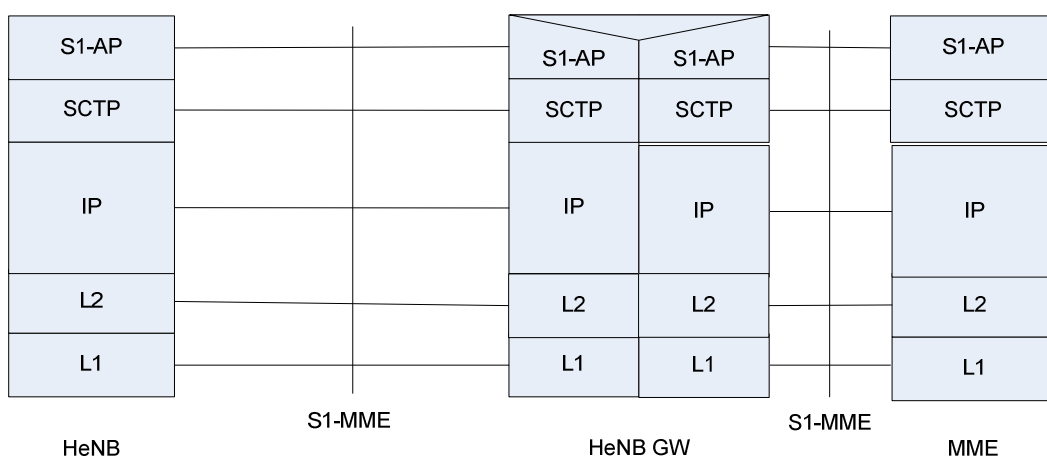 S1-AP
S1-AP S1-AP
S1-AP
SCTP
SCTP SCTP
SCTP
IP
IP IP
IP
L2
L2 L2
L2
L1
L1 L1
L1
S1-MME
S1-MME
HeNB
HeNB GW
MME